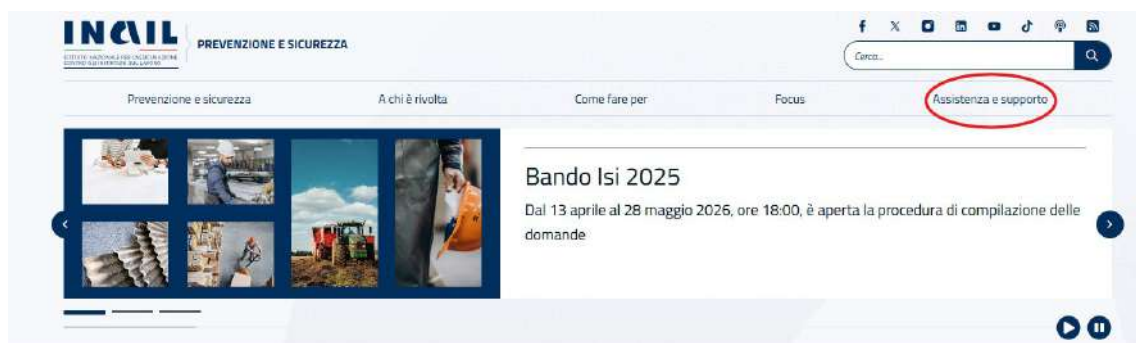 INAIL
PREVENZIONE E SICUREZZA
Cerca...
Prevenzione e sicurezza
A chi è rivolta
Come fare per
Focus
Assistenza e supporto
Bando Isi 2025
Dal 13 aprile al 28 maggio 2026, ore 18:00, è aperta la procedura di compilazione delle
domande